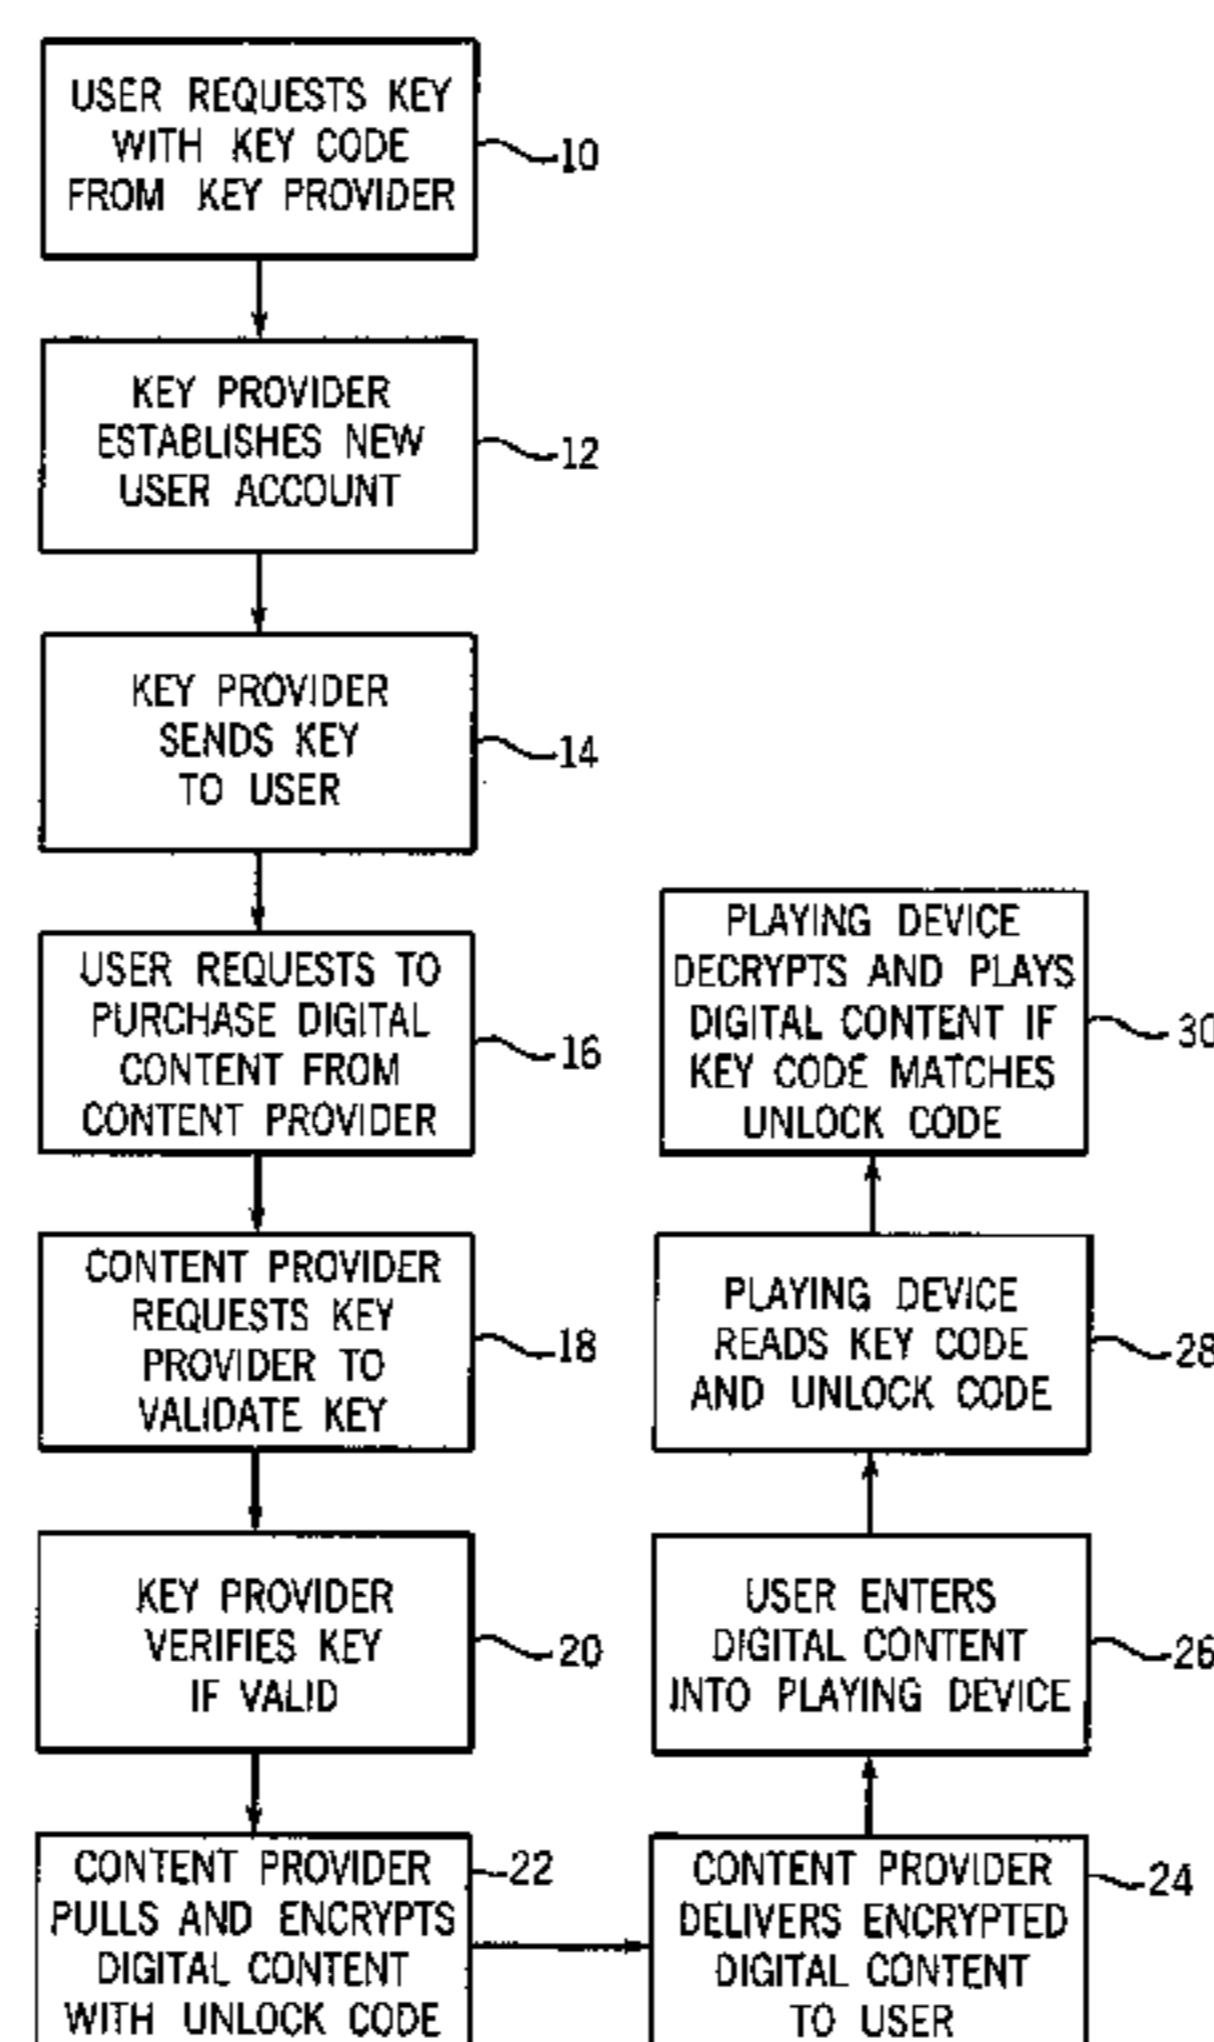 USER REQUESTS KEY
WITH KEY CODE
FROM KEY PROVIDER
10
KEY PROVIDER
ESTABLISHES NEW
USER ACCOUNT
12
KEY PROVIDER
SENDS KEY
TO USER
14
USER REQUESTS TO
PURCHASE DIGITAL
CONTENT FROM
CONTENT PROVIDER
16
CONTENT PROVIDER
REQUESTS KEY
PROVIDER TO
VALIDATE KEY
18
KEY PROVIDER
VERIFIES KEY
IF VALID
20
CONTENT PROVIDER
PULLS AND ENCRYPTS
DIGITAL CONTENT
WITH UNLOCK CODE
22
CONTENT PROVIDER
DELIVERS ENCRYPTED
DIGITAL CONTENT
TO USER
24
USER ENTERS
DIGITAL CONTENT
INTO PLAYING DEVICE
26
PLAYING DEVICE
READS KEY CODE
AND UNLOCK CODE
28
PLAYING DEVICE
DECRYPTS AND PLAYS
DIGITAL CONTENT IF
KEY CODE MATCHES
UNLOCK CODE
30